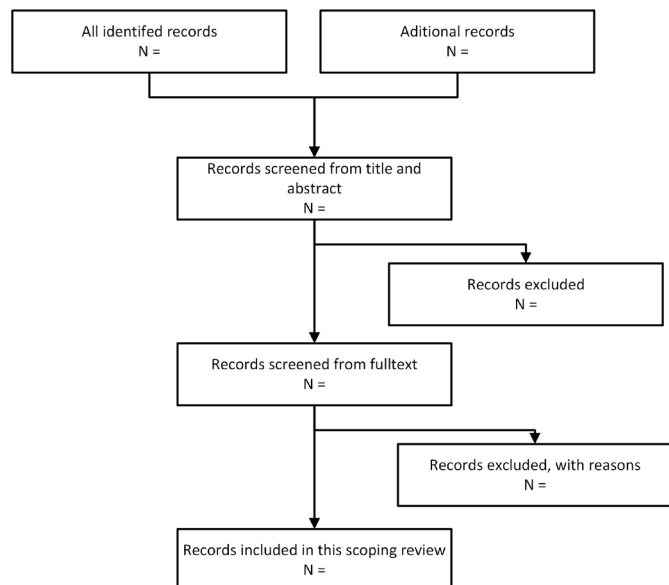 All identifed records
N =
Aditional records
N =
Records screened from title and
abstract
N =
Records excluded
N =
Records screened from fulltext
N =
Records excluded, with reasons
N =
Records included in this scoping review
N =